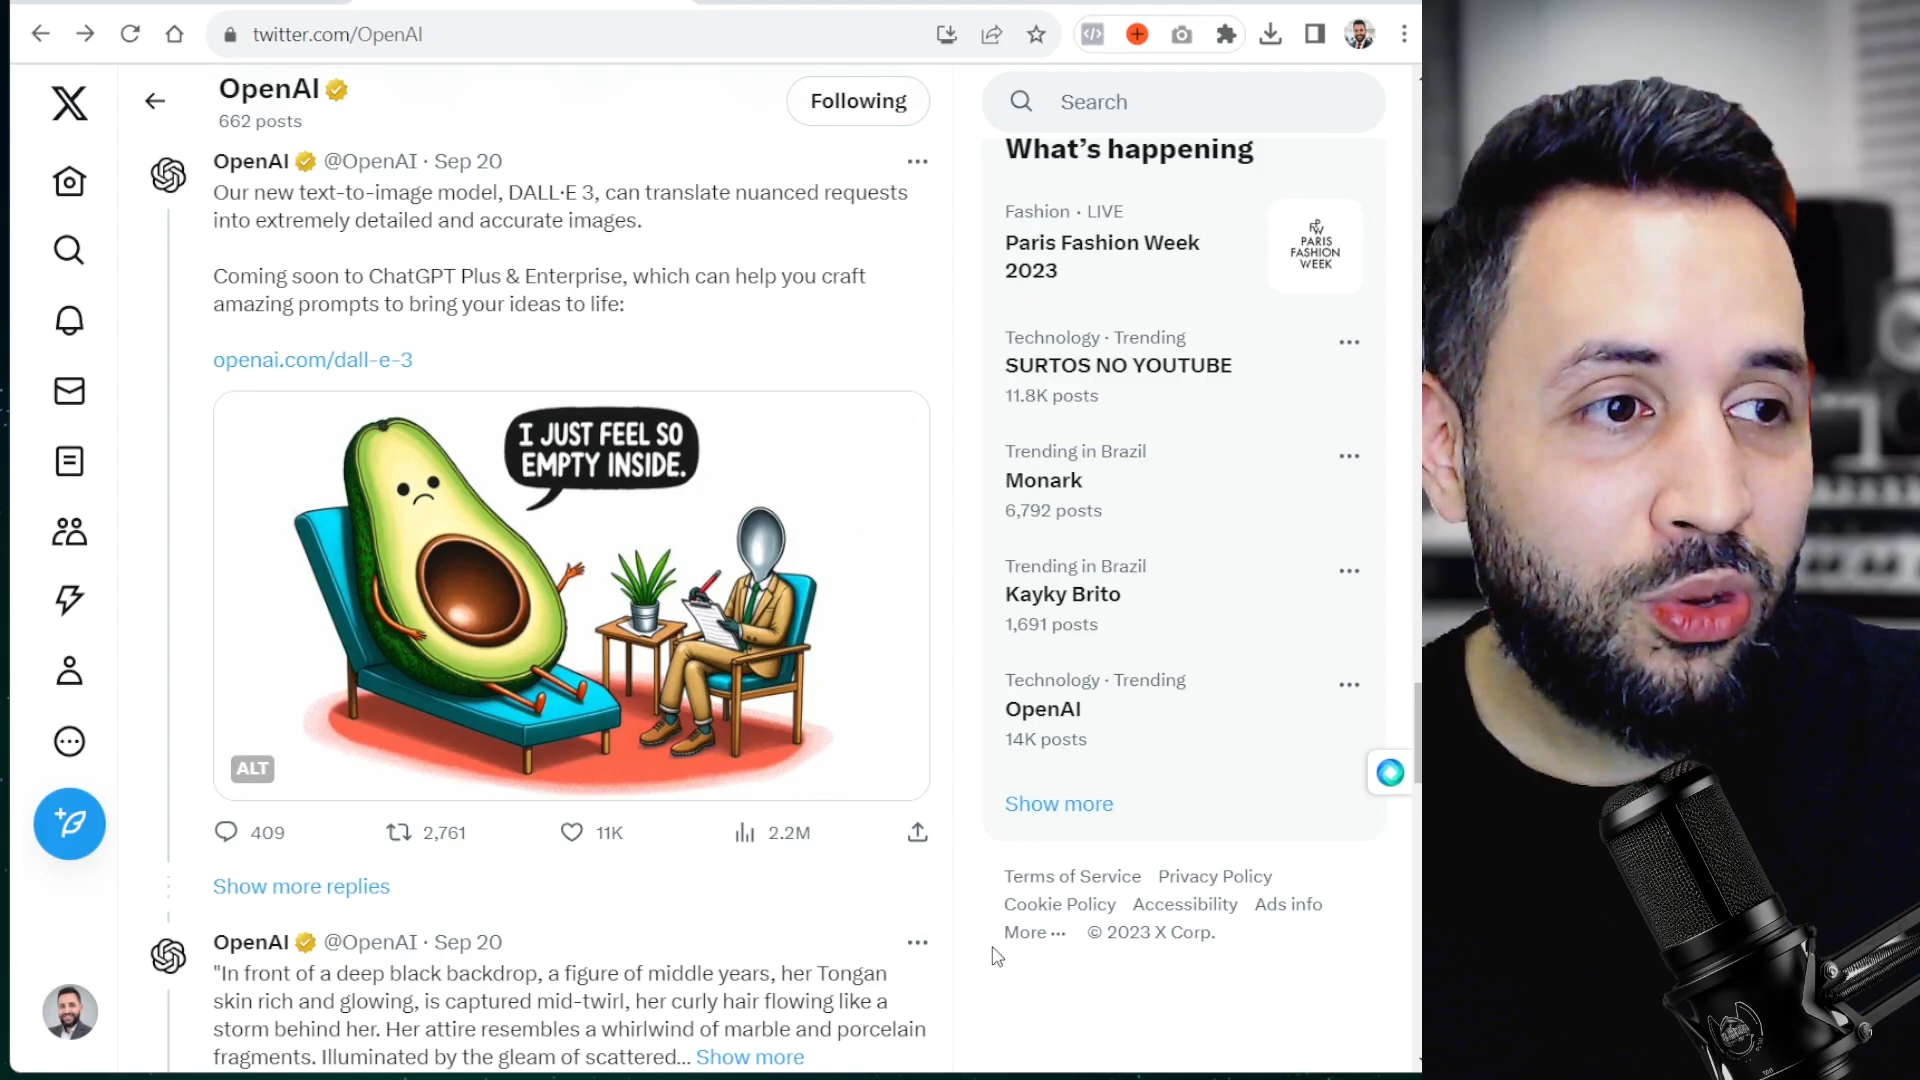 twitter.com/OpenAI
OpenAI
662 posts
Following
OpenAI @OpenAI · Sep 20
Our new text-to-image model, DALL·E 3, can translate nuanced requests
into extremely detailed and accurate images.
Coming soon to ChatGPT Plus & Enterprise, which can help you craft
amazing prompts to bring your ideas to life:
openai.com/dall-e-3
I JUST FEEL SO
EMPTY INSIDE.
ALT
409 2,761 11K 2.2M
Show more replies
OpenAI @OpenAI · Sep 20
"In front of a deep black backdrop, a figure of middle years, her Tongan
skin rich and glowing, is captured mid-twirl, her curly hair flowing like a
storm behind her. Her attire resembles a whirlwind of marble and porcelain
fragments. Illuminated by the gleam of scattered... Show more
Search
What's happening
Fashion · LIVE
Paris Fashion Week
2023
PARIS
FASHION
WEEK
Technology · Trending
SURTOS NO YOUTUBE
11.8K posts
Trending in Brazil
Monark
6,792 posts
Trending in Brazil
Kayky Brito
1,691 posts
Technology · Trending
OpenAI
14K posts
Show more
Terms of Service Privacy Policy
Cookie Policy Accessibility Ads info
More ··· © 2023 X Corp.